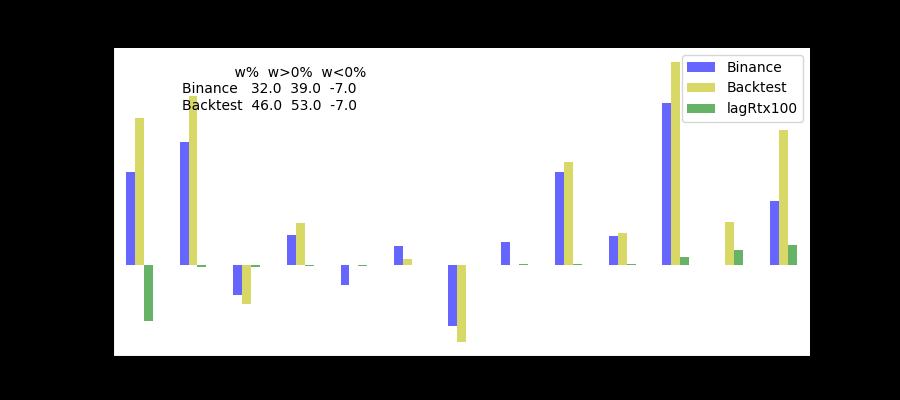 w% w>0% w<0%
Binance 32.0 39.0 -7.0
Backtest 46.0 53.0 -7.0
Binance
Backtest
lagRtx100